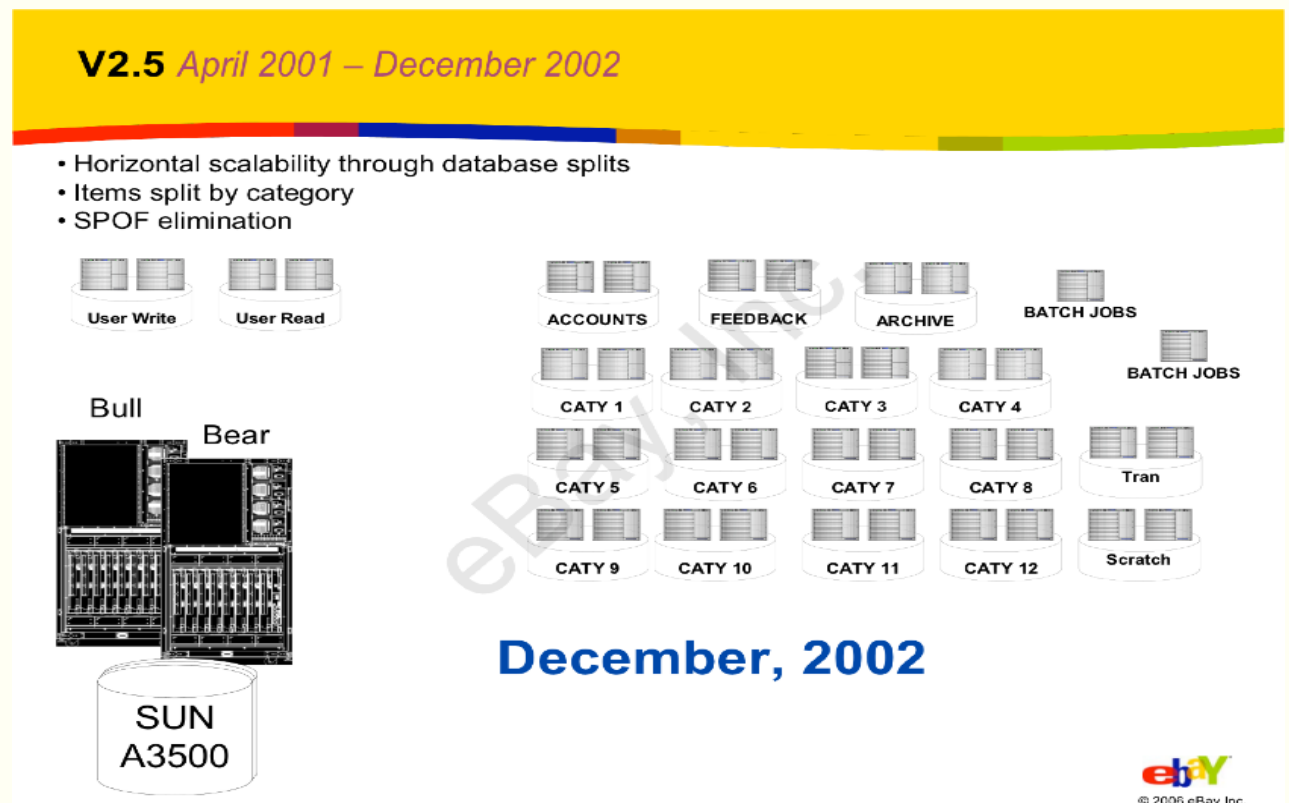 V2.5 April 2001 – December 2002
• Horizontal scalability through database splits
• Items split by category
• SPOF elimination
User Write
User Read
ACCOUNTS
FEEDBACK
ARCHIVE
BATCH JOBS
BATCH JOBS
CATY 1
CATY 2
CATY 3
CATY 4
Bull
Bear
CATY 5
CATY 6
CATY 7
CATY 8
Tran
CATY 9
CATY 10
CATY 11
CATY 12
Scratch
eBay, Inc.
December, 2002
SUN
A3500
ebaY
© 2006 eBay Inc.